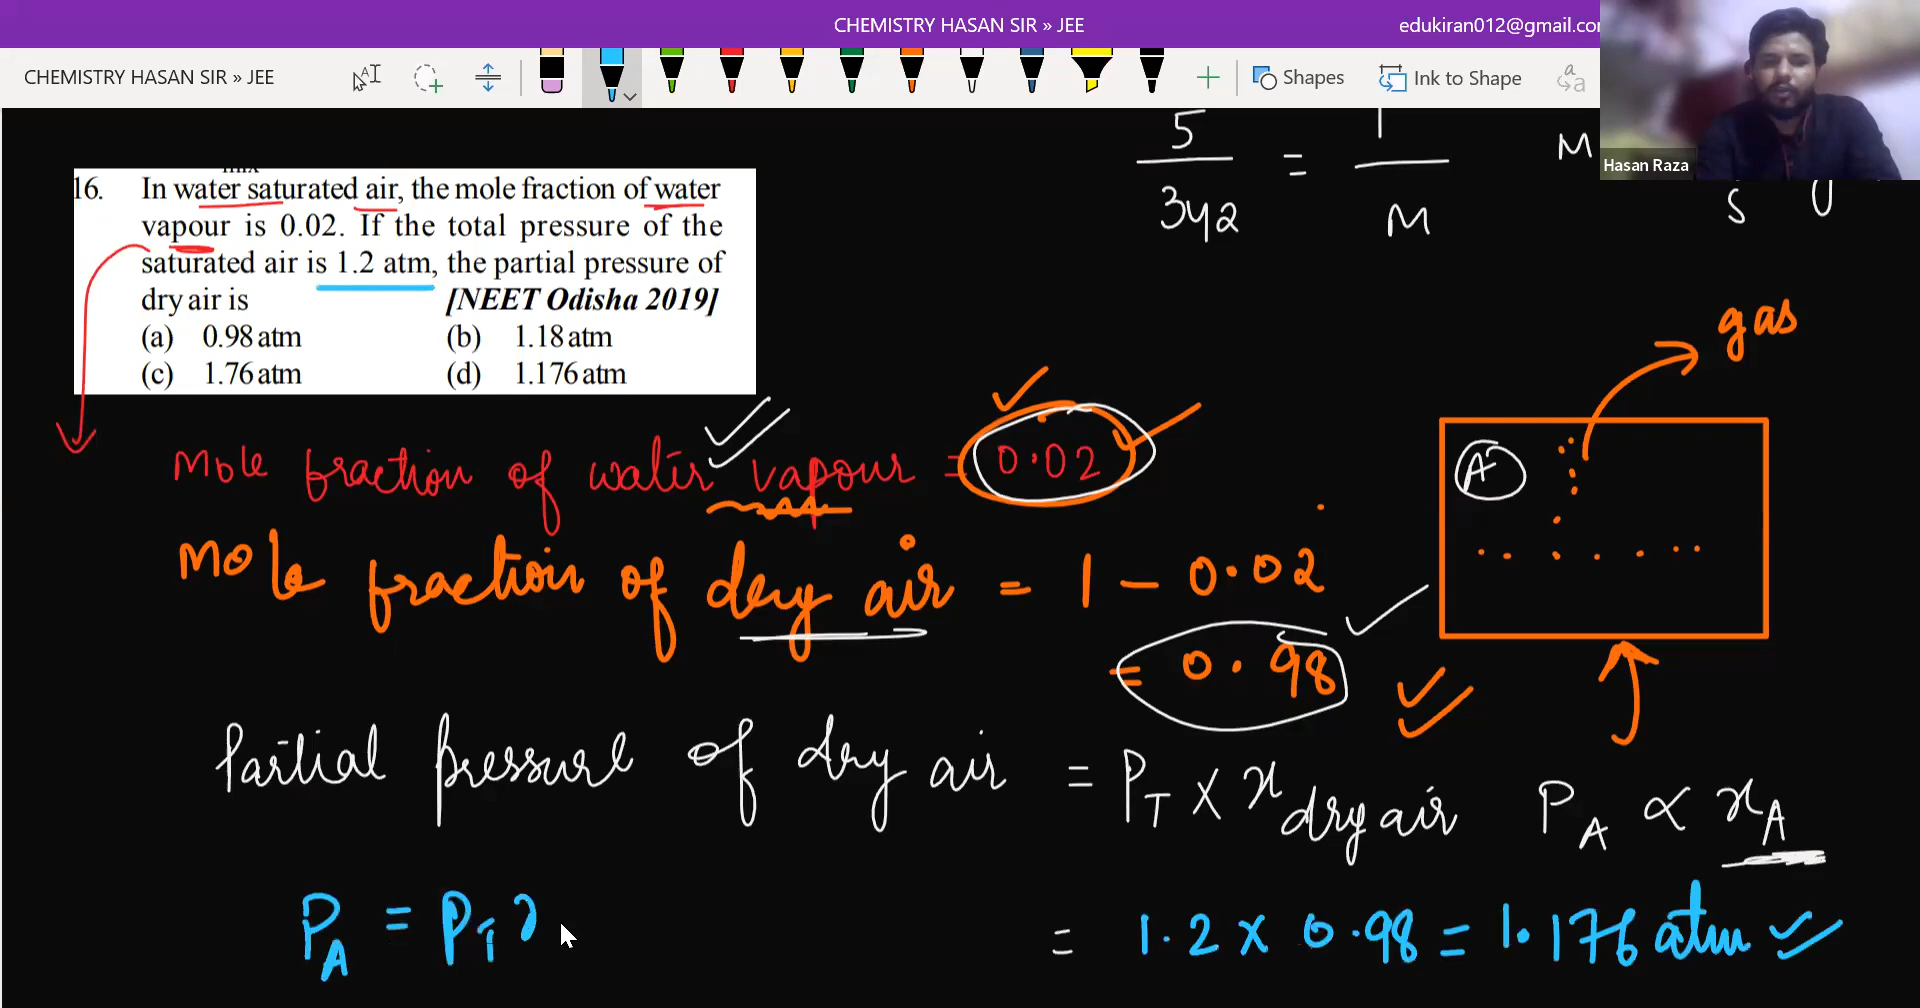 CHEMISTRY HASAN SIR » JEE
edukiran012@gmail.co
CHEMISTRY HASAN SIR » JEE
Shapes
Ink to Shape
Hasan Raza
5
342
=
1
M
M
S
16. In water saturated air, the mole fraction of water
vapour is 0.02. If the total pressure of the
saturated air is 1.2 atm, the partial pressure of
dry air is [NEET Odisha 2019]
(a) 0.98 atm (b) 1.18 atm
(c) 1.76 atm (d) 1.176 atm
gas
A
Mole fraction of water vapour = 0.02
Mole fraction of dry air = 1 - 0.02
= 0.98
Partial pressure of dry air = PT × x dry air
PA ∝ xA
PA = PT
= 1.2 × 0.98 = 1.176 atm